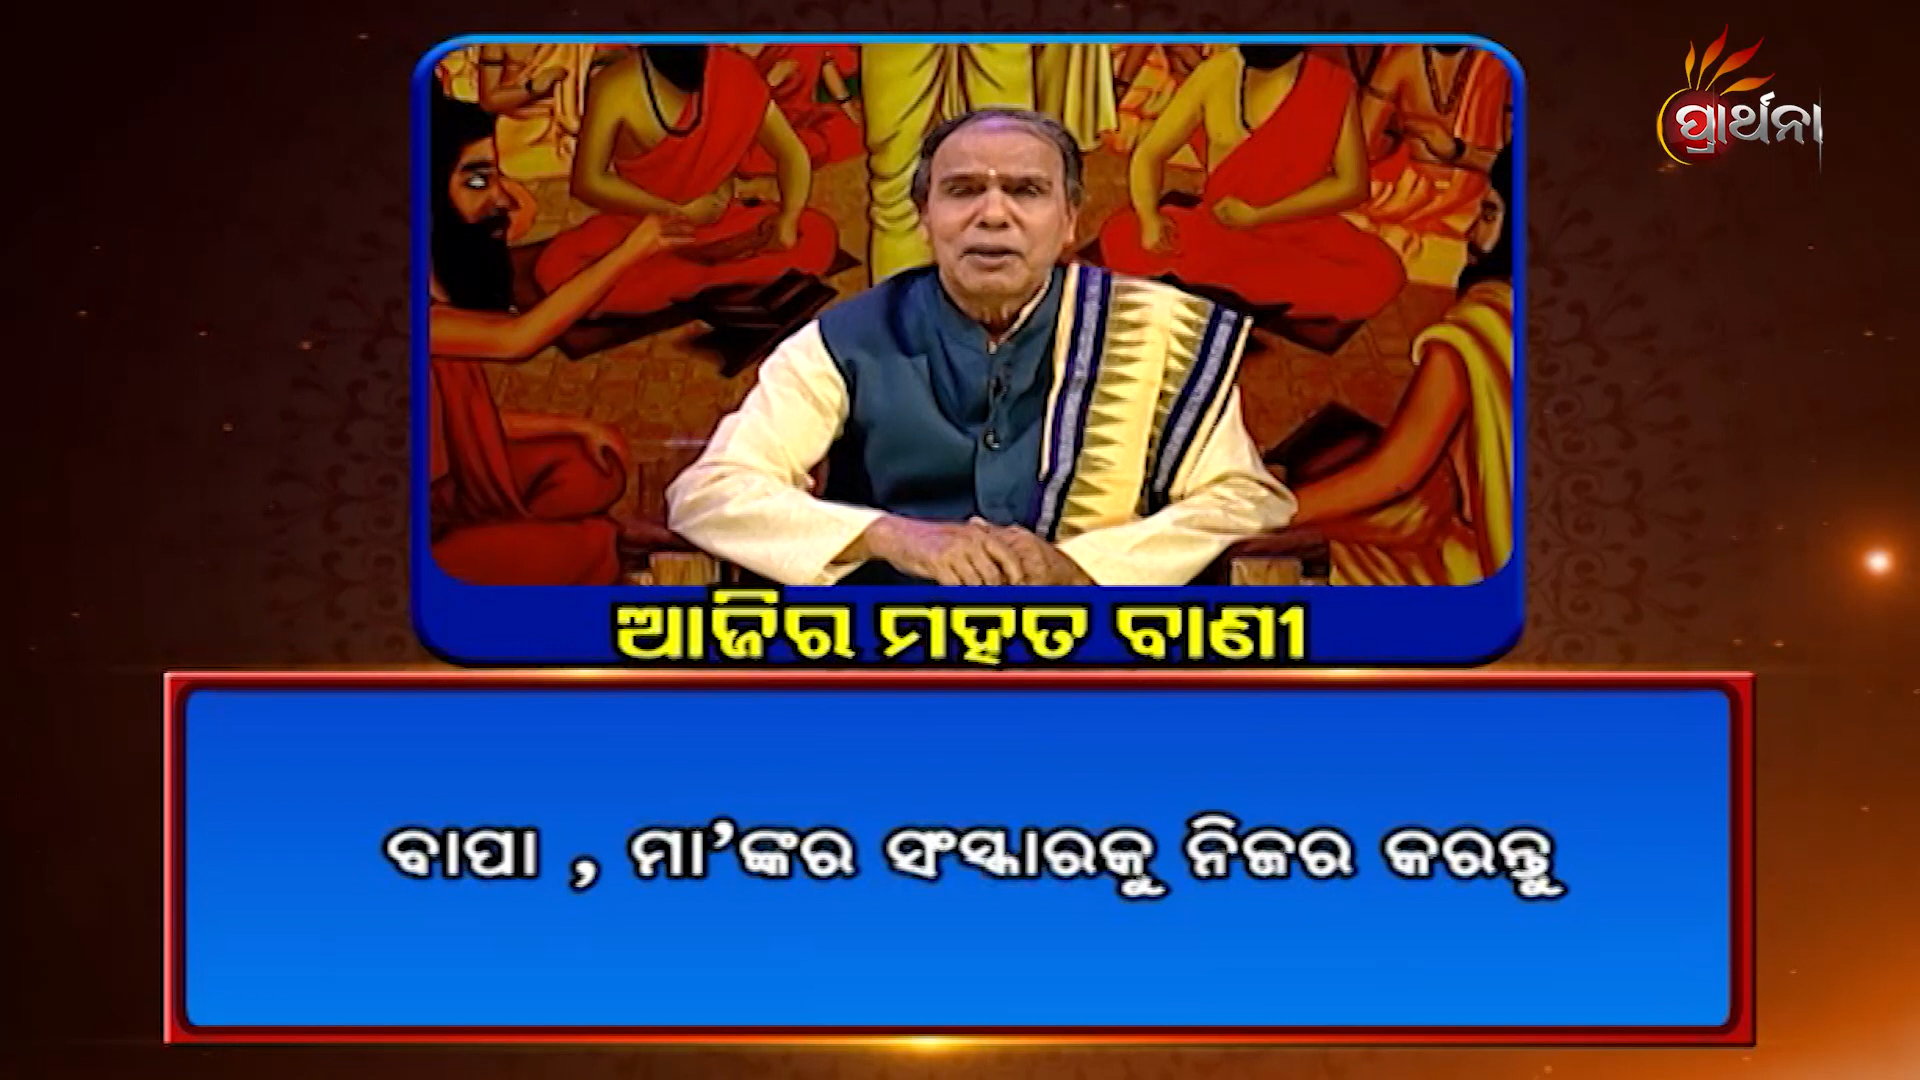 ପ୍ରାର୍ଥନା
ଆଜିର ମହତ ବାଣୀ
ବାପା , ମା’ଙ୍କର ସଂସ୍କାରକୁ ନିଜର କରନ୍ତୁ